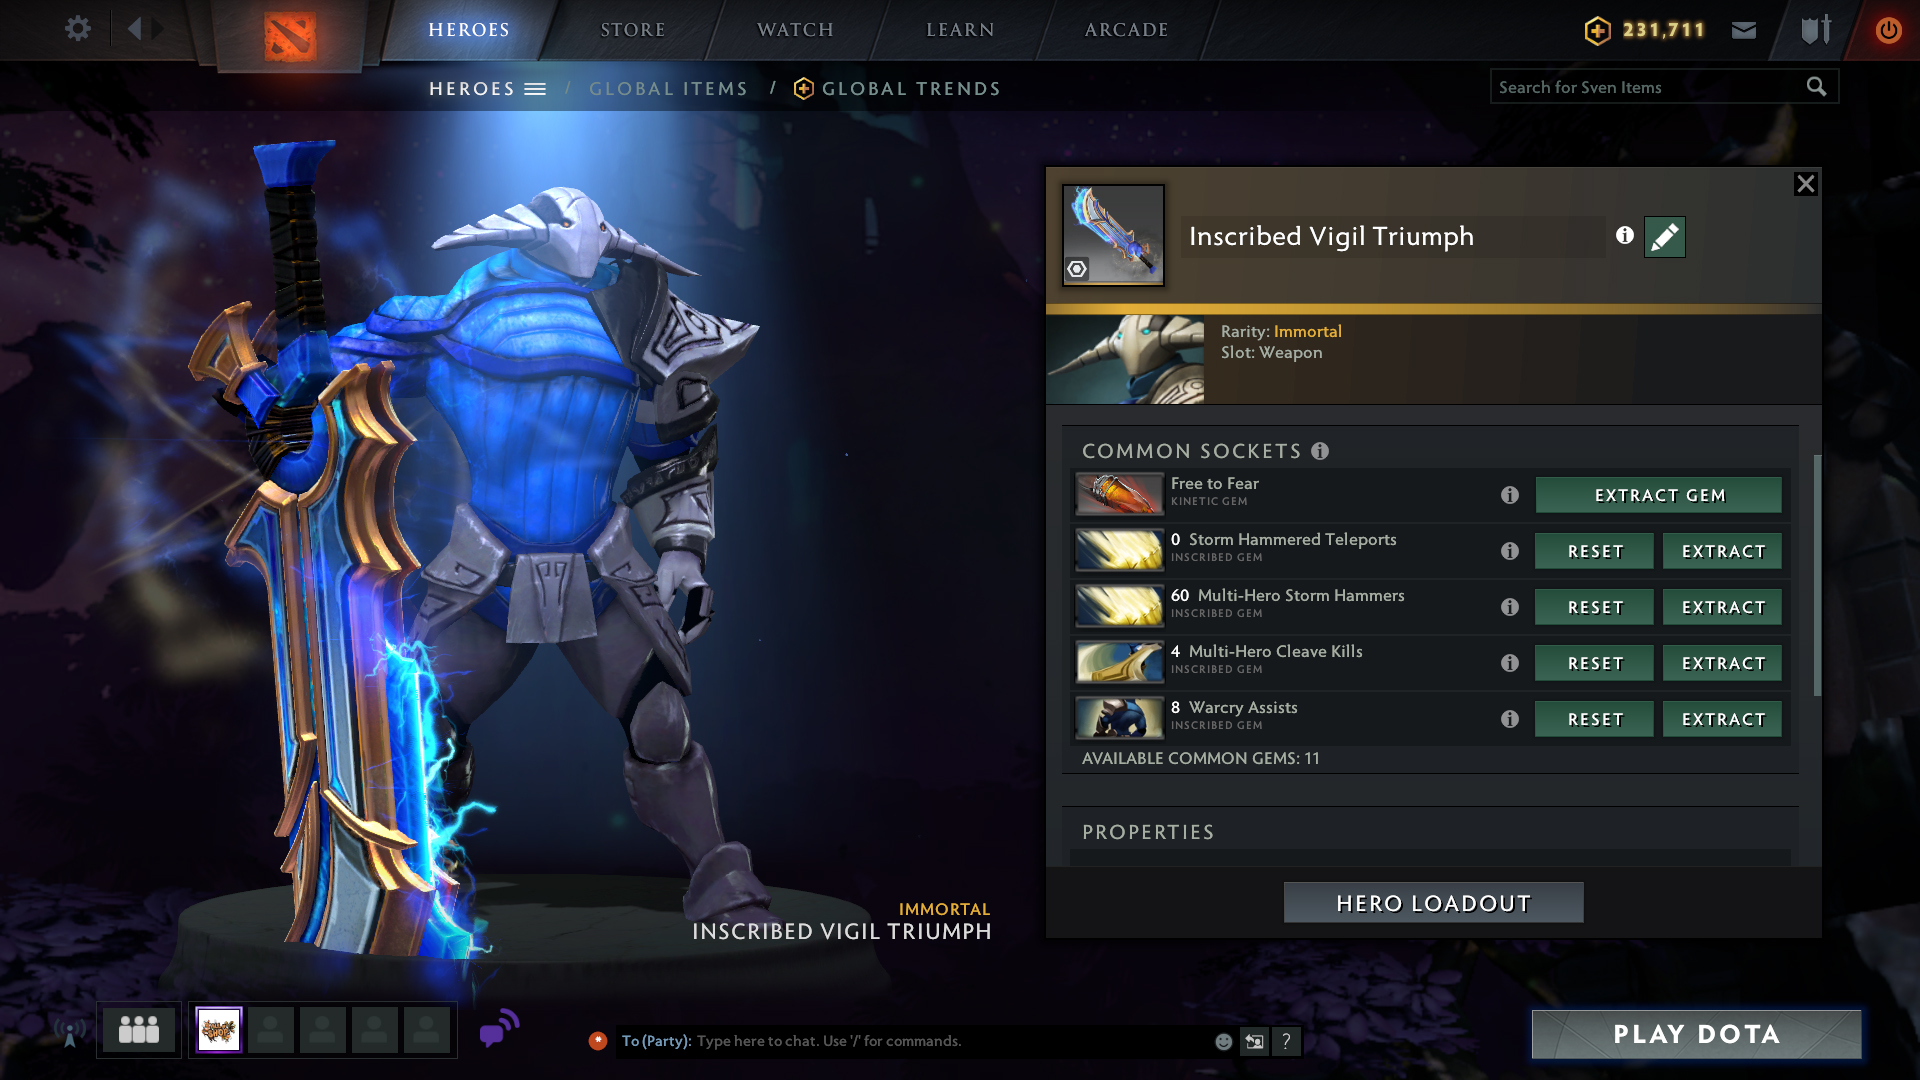 HEROES
STORE
WATCH
LEARN
ARCADE
231,711
HEROES / GLOBAL ITEMS / GLOBAL TRENDS
Search for Sven Items
Inscribed Vigil Triumph
Rarity: Immortal
Slot: Weapon
COMMON SOCKETS
Free to Fear
KINETIC GEM
EXTRACT GEM
0 Storm Hammered Teleports
INSCRIBED GEM
RESET
EXTRACT
60 Multi-Hero Storm Hammers
INSCRIBED GEM
RESET
EXTRACT
4 Multi-Hero Cleave Kills
INSCRIBED GEM
RESET
EXTRACT
8 Warcry Assists
INSCRIBED GEM
RESET
EXTRACT
AVAILABLE COMMON GEMS: 11
PROPERTIES
HERO LOADOUT
IMMORTAL
INSCRIBED VIGIL TRIUMPH
To (Party): Type here to chat. Use '/' for commands.
?
PLAY DOTA